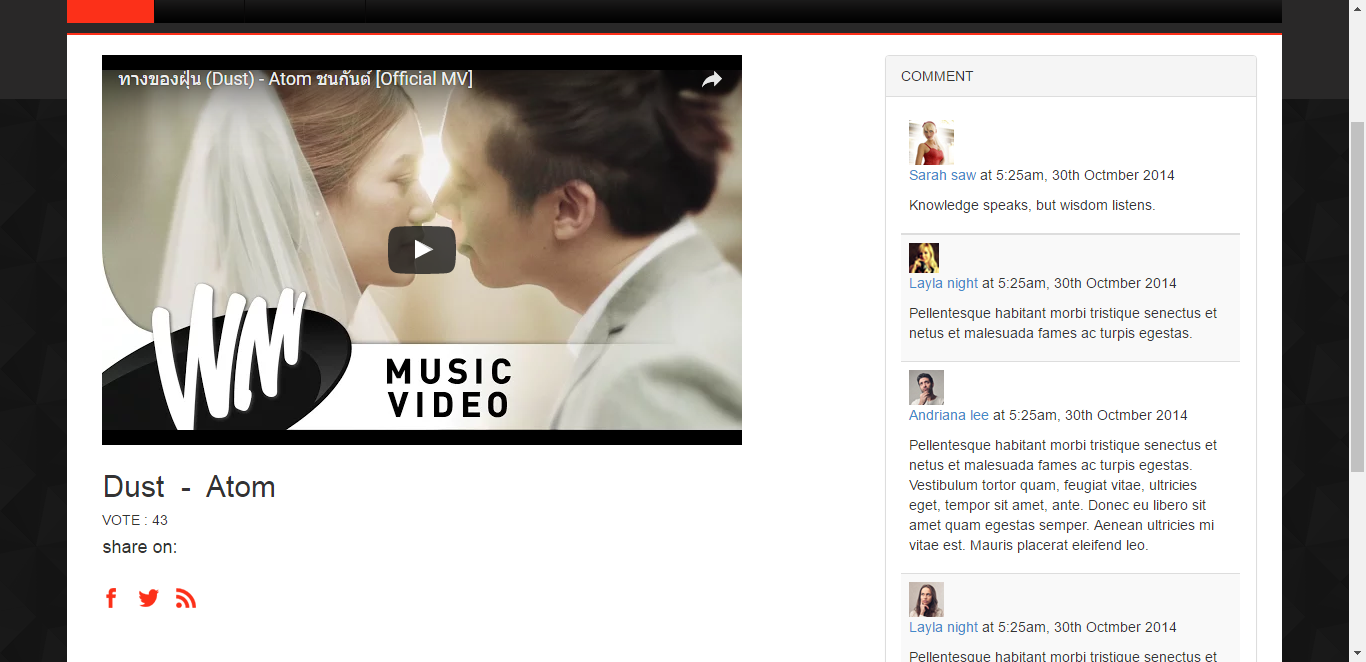 ทางของฝุ่น (Dust) - Atom ชนกันต์ [Official MV]
Wm
MUSIC
VIDEO
Dust - Atom
VOTE : 43
share on:
COMMENT
Sarah saw at 5:25am, 30th Octmber 2014
Knowledge speaks, but wisdom listens.
Layla night at 5:25am, 30th Octmber 2014
Pellentesque habitant morbi tristique senectus et
netus et malesuada fames ac turpis egestas.
Andriana lee at 5:25am, 30th Octmber 2014
Pellentesque habitant morbi tristique senectus et
netus et malesuada fames ac turpis egestas.
Vestibulum tortor quam, feugiat vitae, ultricies
eget, tempor sit amet, ante. Donec eu libero sit
amet quam egestas semper. Aenean ultricies mi
vitae est. Mauris placerat eleifend leo.
Layla night at 5:25am, 30th Octmber 2014
Pellentesque habitant morbi tristique senectus et